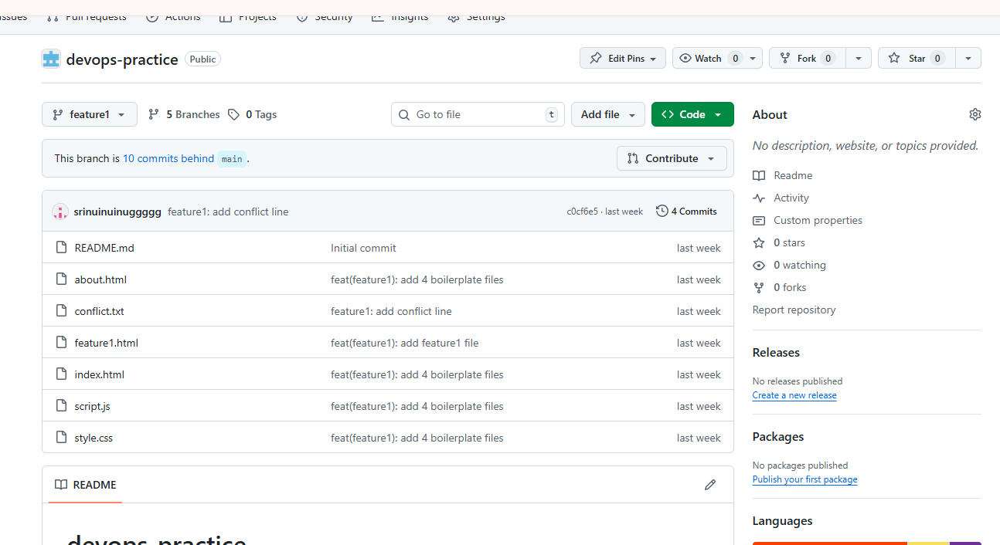 ssues Pull requests Actions Projects Security Insights Settings
devops-practice Public Edit Pins Watch 0 Fork 0 Star 0
feature1 5 Branches 0 Tags Go to file t Add file Code
This branch is 10 commits behind main . Contribute
srinuinuinuggggg feature1: add conflict line c0cf6e5 · last week 4 Commits
README.md Initial commit last week
about.html feat(feature1): add 4 boilerplate files last week
conflict.txt feature1: add conflict line last week
feature1.html feat(feature1): add feature1 file last week
index.html feat(feature1): add 4 boilerplate files last week
script.js feat(feature1): add 4 boilerplate files last week
style.css feat(feature1): add 4 boilerplate files last week
README
devops-practice
About
No description, website, or topics provided.
Readme
Activity
Custom properties
0 stars
0 watching
0 forks
Report repository
Releases
No releases published
Create a new release
Packages
No packages published
Publish your first package
Languages